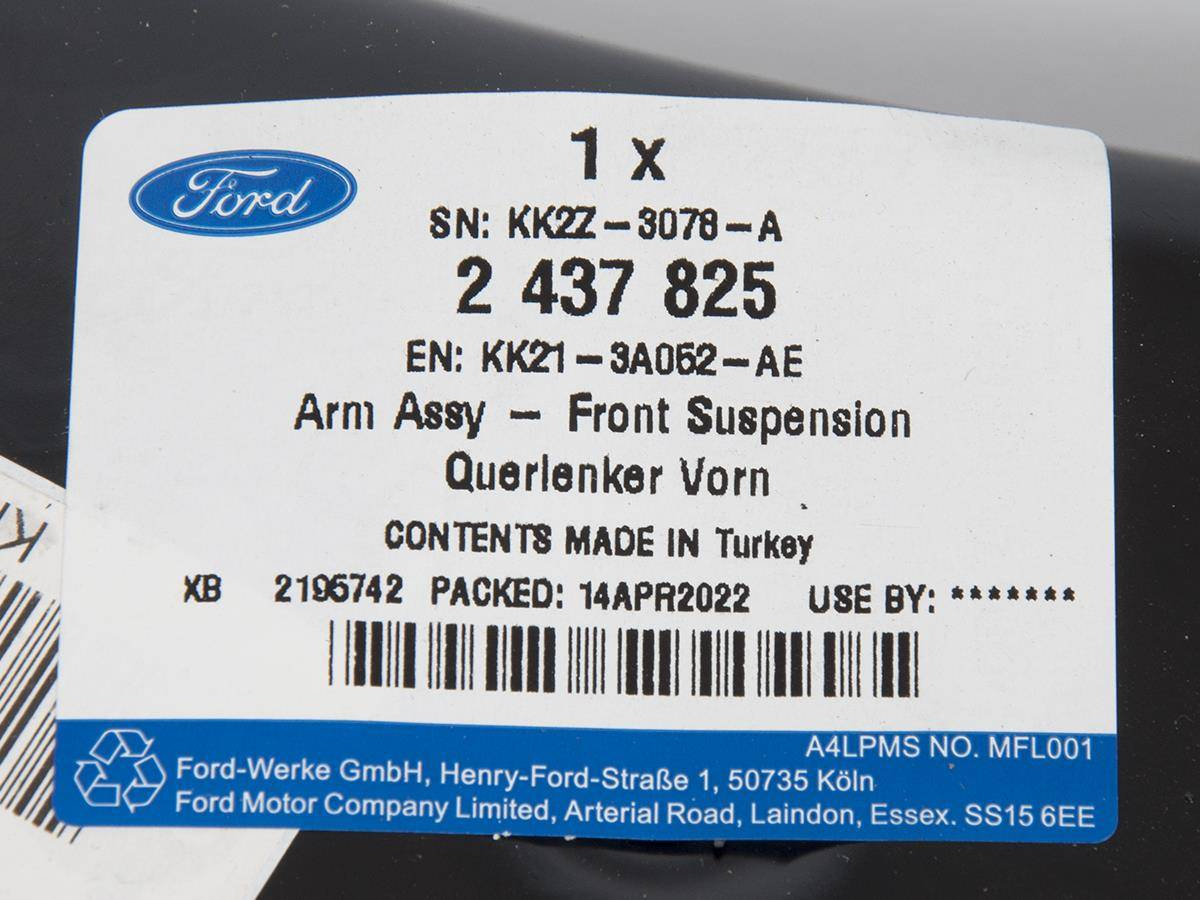 Ford
1 x
SN: KK2Z-3078-A
2 437 825
EN: KK21-3A052-AE
Arm Assy - Front Suspension
Querlenker Vorn
CONTENTS MADE IN Turkey
XB 2195742 PACKED: 14APR2022 USE BY: *******
A4LPMS NO. MFL001
Ford-Werke GmbH, Henry-Ford-Straße 1, 50735 Köln
Ford Motor Company Limited, Arterial Road, Laindon, Essex. SS15 6EE